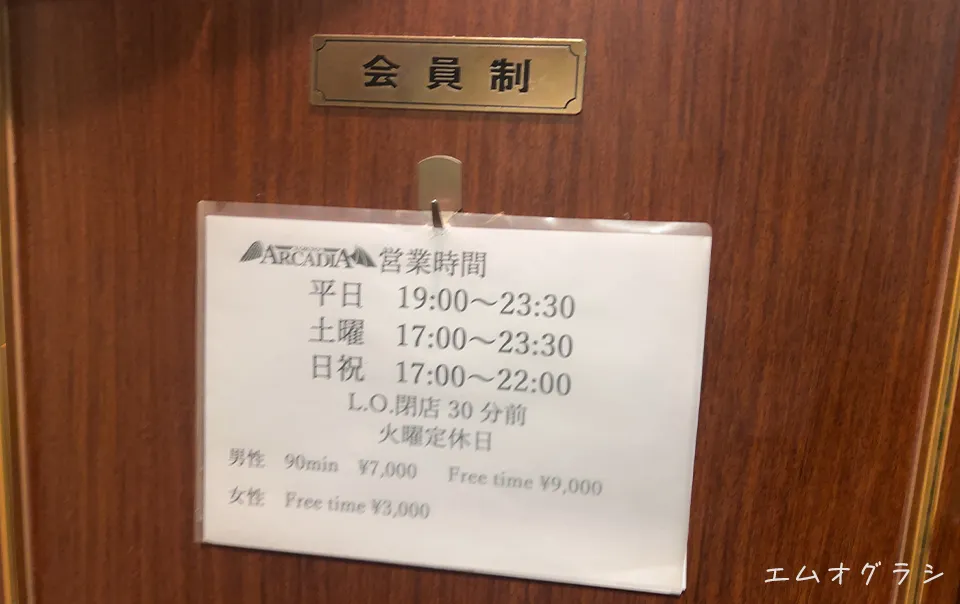 会員制
ARCADIA 営業時間
平日 19:00～23:30
土曜 17:00～23:30
日祝 17:00～22:00
L.O.閉店 30 分前
火曜定休日
男性 90min ¥7,000 Free time ¥9,000
女性 Free time ¥3,000
エムオグラシ